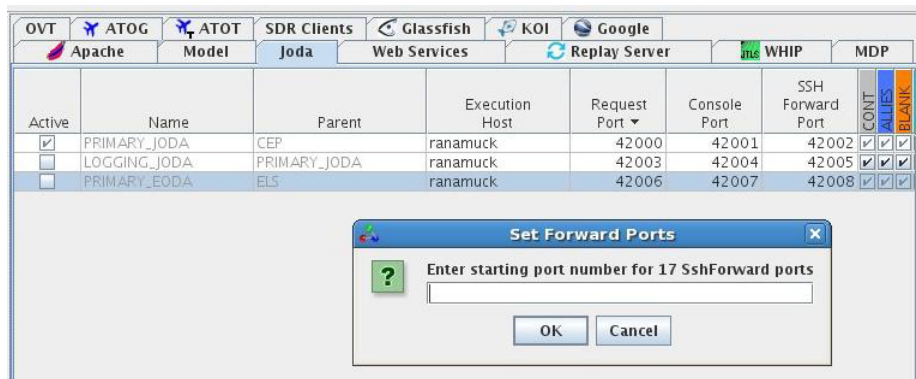 OVT ATOG ATOT SDR Clients Glassfish KOI Google
Apache Model Joda Web Services Replay Server JTLS WHIP MDP
Active Name Parent Execution Host Request Port Console Port SSH Forward Port CONT ALLIES BLANK
PRIMARY_JODA CEP ranamuck 42000 42001 42002
LOGGING_JODA PRIMARY_JODA ranamuck 42003 42004 42005
PRIMARY_EODA ELS ranamuck 42006 42007 42008
Set Forward Ports
Enter starting port number for 17 SshForward ports
OK Cancel